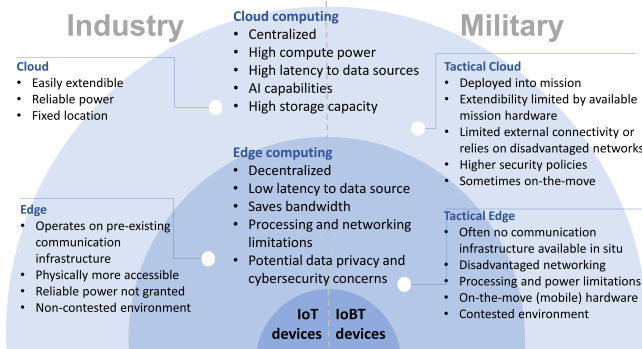 Industry
Military
Cloud computing
• Centralized
• High compute power
• High latency to data sources
• AI capabilities
• High storage capacity
Cloud
• Easily extendible
• Reliable power
• Fixed location
Tactical Cloud
• Deployed into mission
• Extendibility limited by available
mission hardware
• Limited external connectivity or
relies on disadvantaged networks
• Higher security policies
• Sometimes on-the-move
Edge computing
• Decentralized
• Low latency to data source
• Saves bandwidth
• Processing and networking
limitations
• Potential data privacy and
cybersecurity concerns
Edge
• Operates on pre-existing
communication
infrastructure
• Physically more accessible
• Reliable power not granted
• Non-contested environment
Tactical Edge
• Often no communication
infrastructure available in situ
• Disadvantaged networking
• Processing and power limitations
• On-the-move (mobile) hardware
• Contested environment
IoT
devices
IoBT
devices